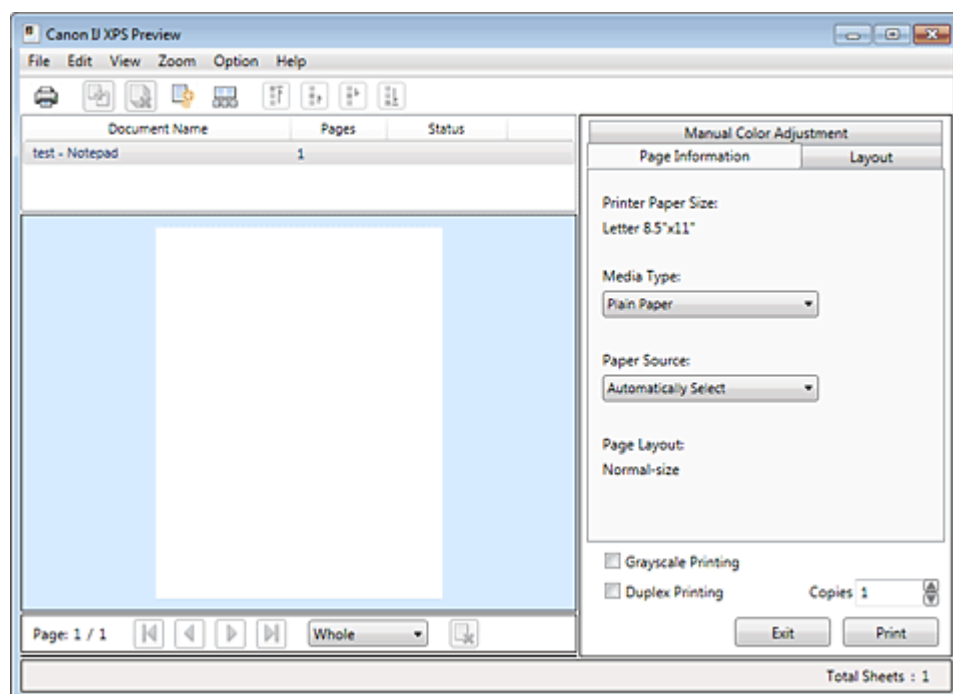 Canon IJ XPS Preview
File Edit View Zoom Option Help
Document Name Pages Status
test - Notepad 1
Manual Color Adjustment
Page Information Layout
Printer Paper Size:
Letter 8.5"x11"
Media Type:
Plain Paper
Paper Source:
Automatically Select
Page Layout:
Normal-size
Grayscale Printing
Duplex Printing Copies 1
Page: 1 / 1 Whole Exit Print
Total Sheets : 1